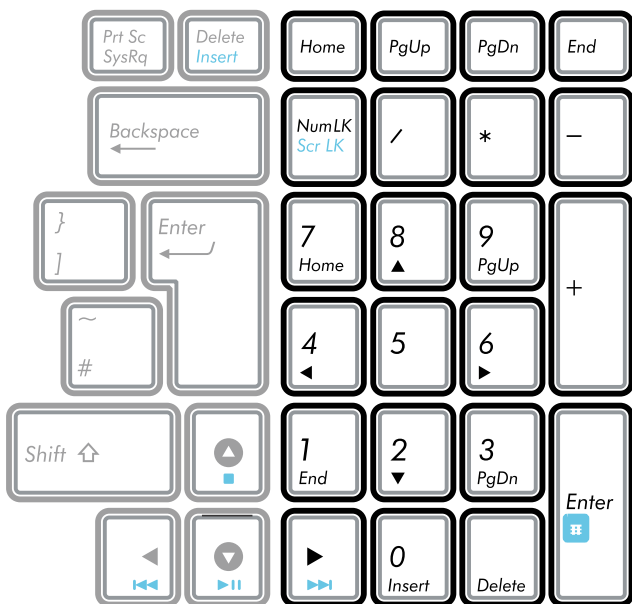 Prt Sc
SysRq
Delete
Insert
Home
PgUp
PgDn
End
Backspace
NumLK
Scr LK
/
*
−
}
]
Enter
7
Home
8
9
PgUp
+
~
#
4
5
6
Shift
1
End
2
3
PgDn
Enter
0
Insert
Delete